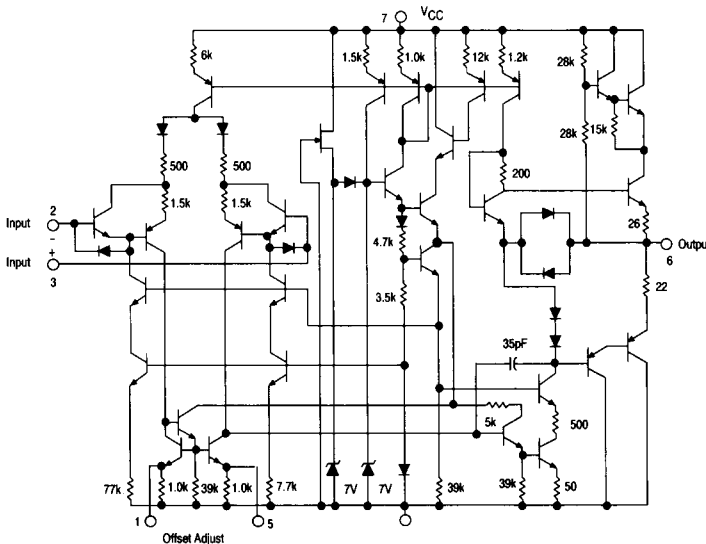 7 VCC
6k
1.5k 1.0k 12k 1.2k
28k
28k 15k
500 500
200
1.5k 1.5k
2
Input
-
+
Input
3
26
Output
6
4.7k
22
3.5k
35pF
5k
500
77k 1.0k 39k 1.0k 7.7k 7V 7V 39k 39k 50
1 5
Offset Adjust